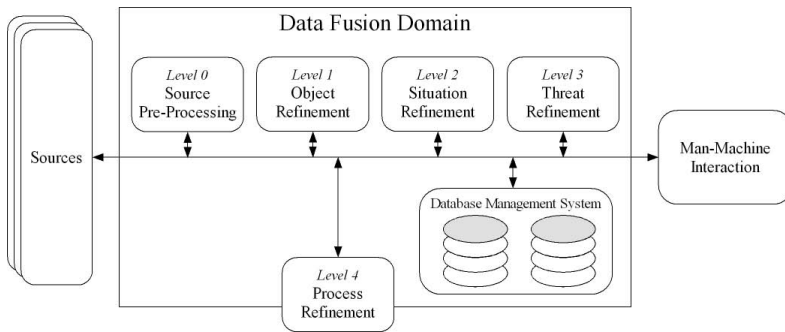 Data Fusion Domain
Level 0
Source
Pre-Processing
Level 1
Object
Refinement
Level 2
Situation
Refinement
Level 3
Threat
Refinement
Sources
Man-Machine
Interaction
Database Management System
Level 4
Process
Refinement